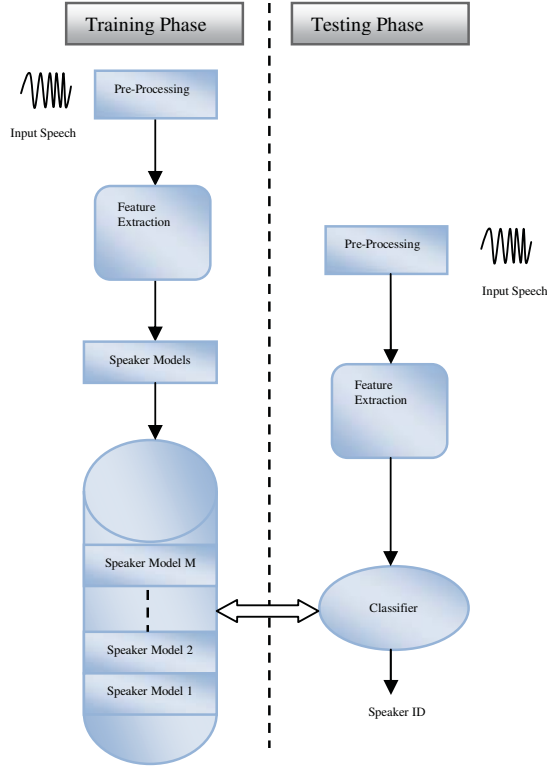 Training Phase
Testing Phase
Pre-Processing
Input Speech
Feature
Extraction
Pre-Processing
Input Speech
Speaker Models
Feature
Extraction
Speaker Model M
Classifier
Speaker Model 2
Speaker Model 1
Speaker ID